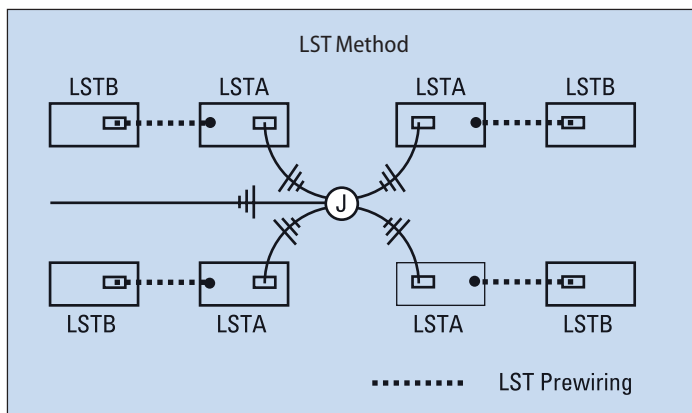 LST Method
LSTB LSTA LSTA LSTB
J
LSTB LSTA LSTA LSTB
LST Prewiring